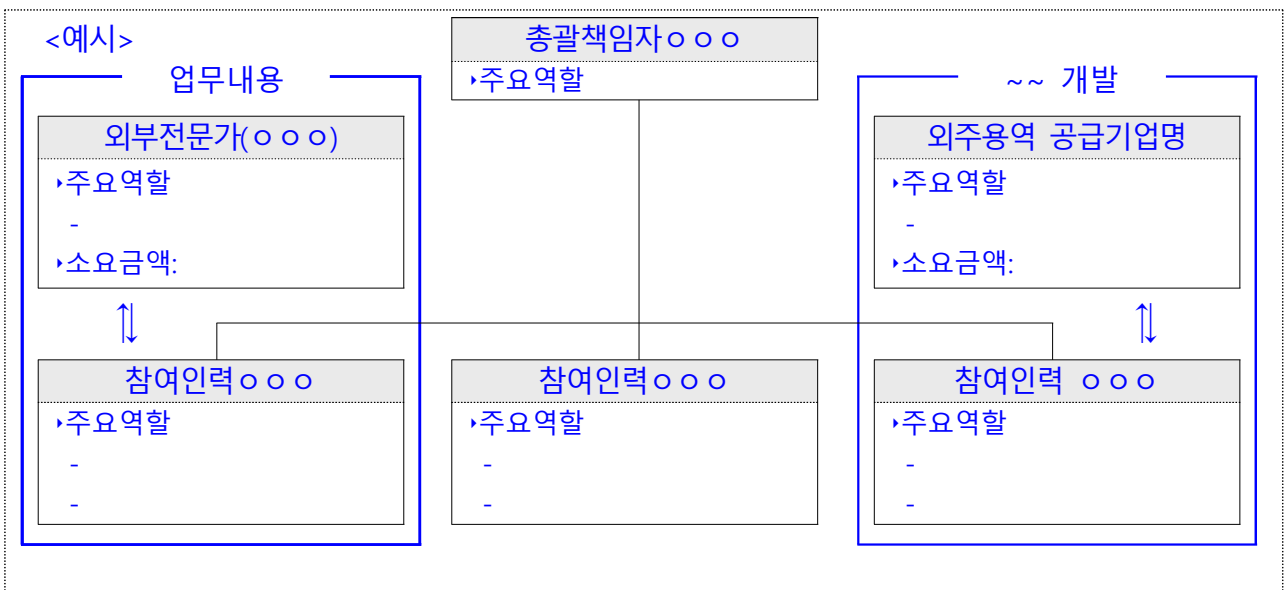 <예시>
총괄책임자ㅇㅇㅇ
▸주요역할
업무내용
외부전문가(ㅇㅇㅇ)
▸주요역할
-
▸소요금액:
⇅
~~ 개발
외주용역 공급기업명
▸주요역할
-
▸소요금액:
⇅
참여인력ㅇㅇㅇ
▸주요역할
-
-
참여인력ㅇㅇㅇ
▸주요역할
-
-
참여인력 ㅇㅇㅇ
▸주요역할
-
-